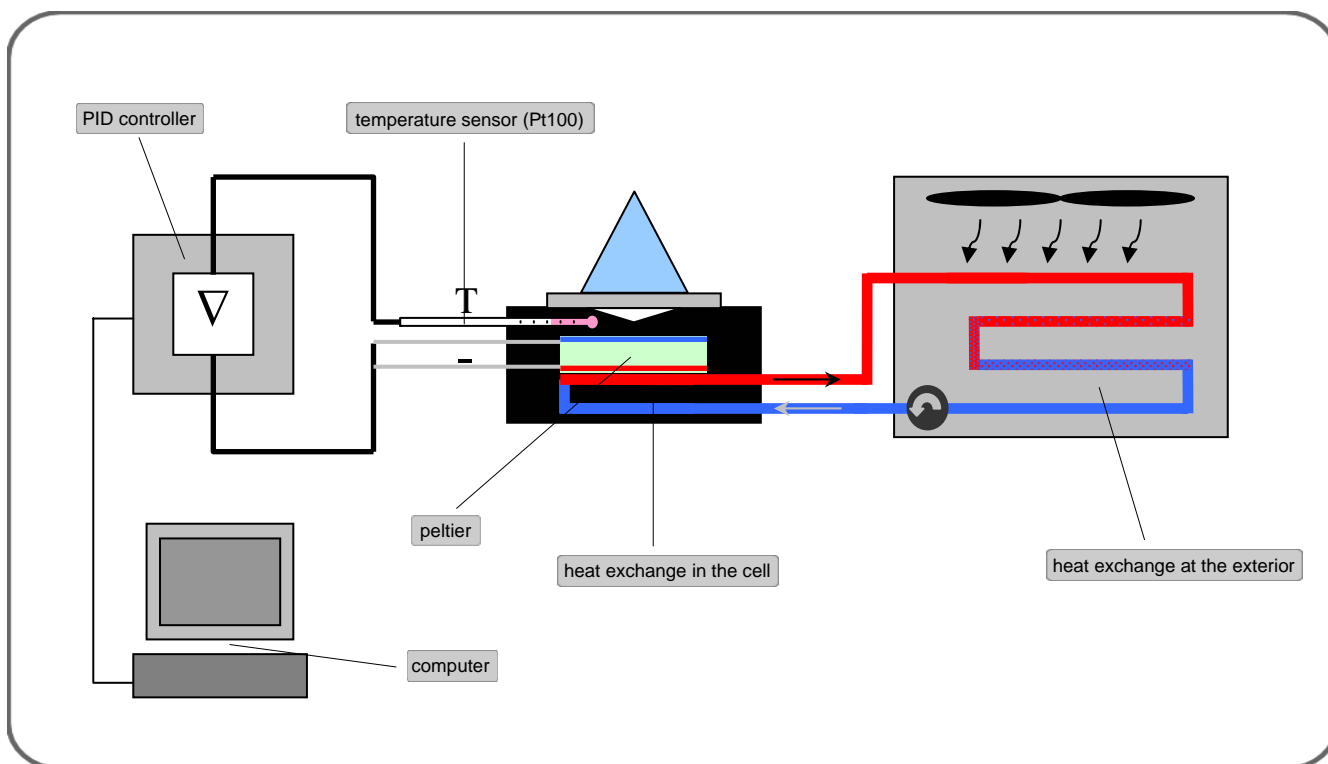 PID controller
temperature sensor (Pt100)
T
-
peltier
heat exchange in the cell
heat exchange at the exterior
computer